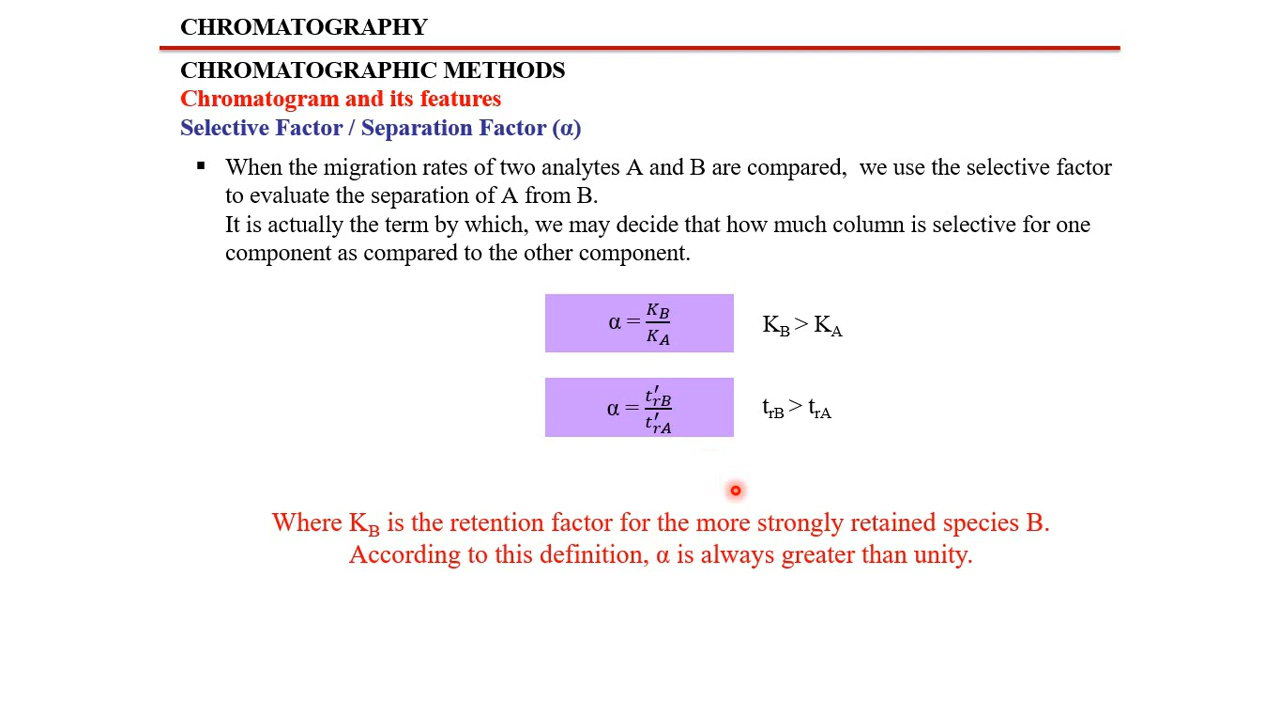 CHROMATOGRAPHY
CHROMATOGRAPHIC METHODS
Chromatogram and its features
Selective Factor / Separation Factor (α)
▪ When the migration rates of two analytes A and B are compared,  we use the selective factor
to evaluate the separation of A from B.
It is actually the term by which, we may decide that how much column is selective for one
component as compared to the other component.
α = K_B / K_A    K_B > K_A
α = t′_rB / t′_rA    t_rB > t_rA
Where K_B is the retention factor for the more strongly retained species B.
According to this definition, α is always greater than unity.